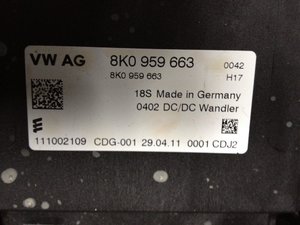 VW AG 8K0 959 663 0042
8K0 959 663 H17
18S Made in Germany
0402 DC/DC Wandler
111002109 CDG-001 29.04.11 0001 CDJ2